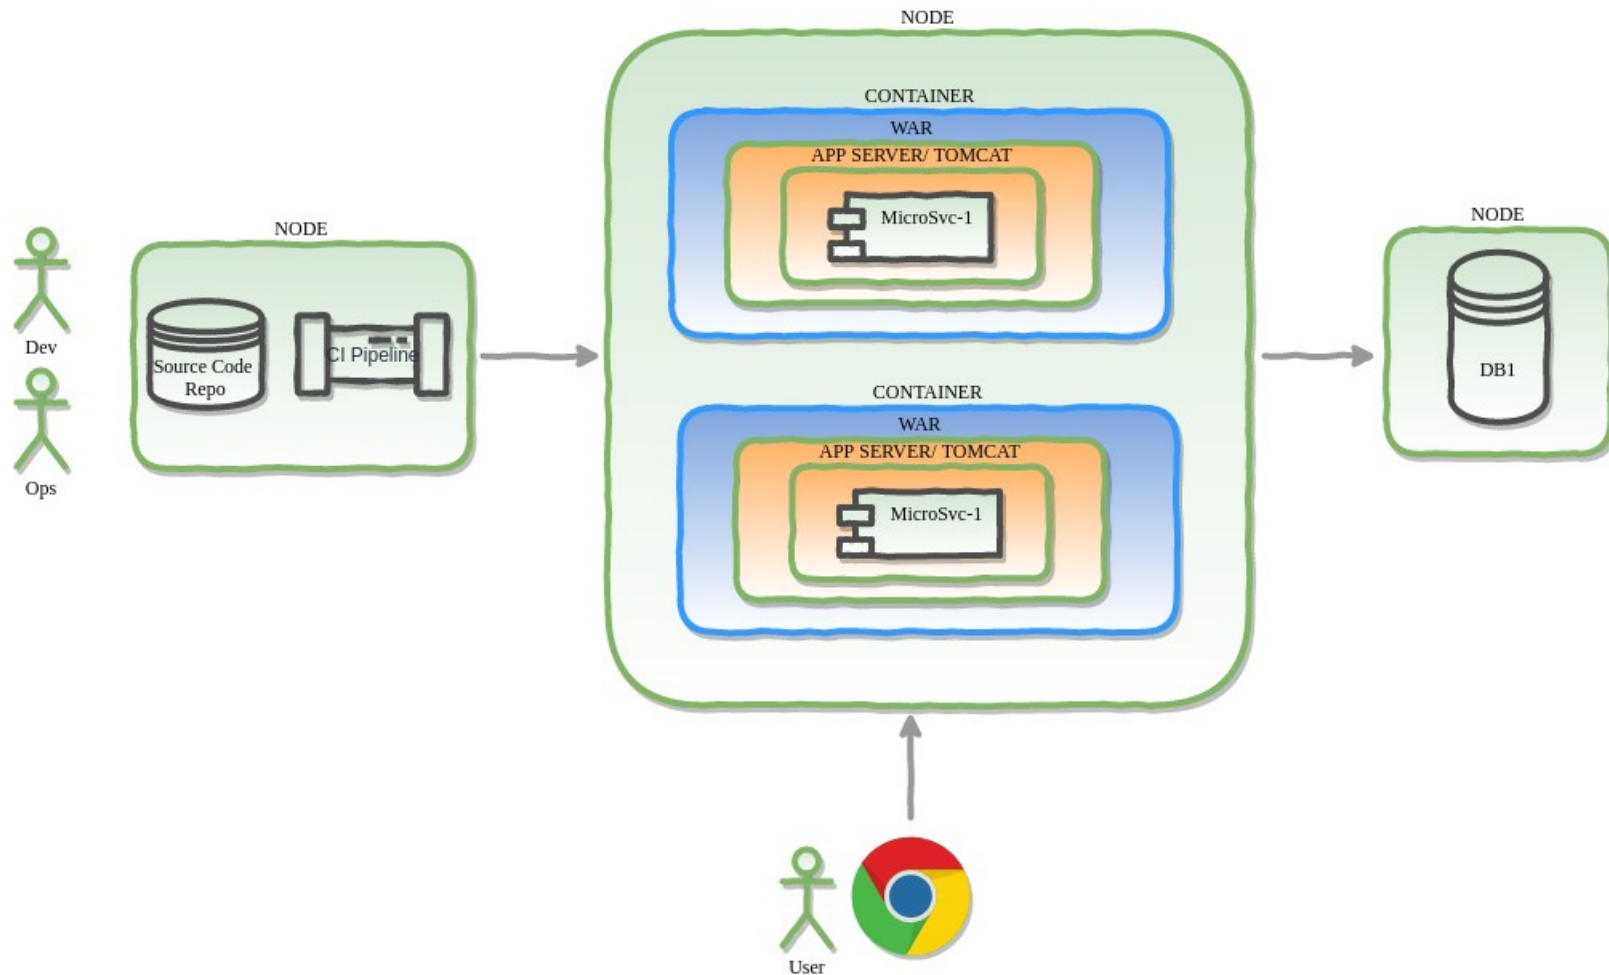 NODE
CONTAINER
WAR
APP SERVER/ TOMCAT
MicroSvc-1
NODE
Dev
Source Code
Repo
CI Pipeline
Ops
CONTAINER
WAR
APP SERVER/ TOMCAT
MicroSvc-1
NODE
DB1
User